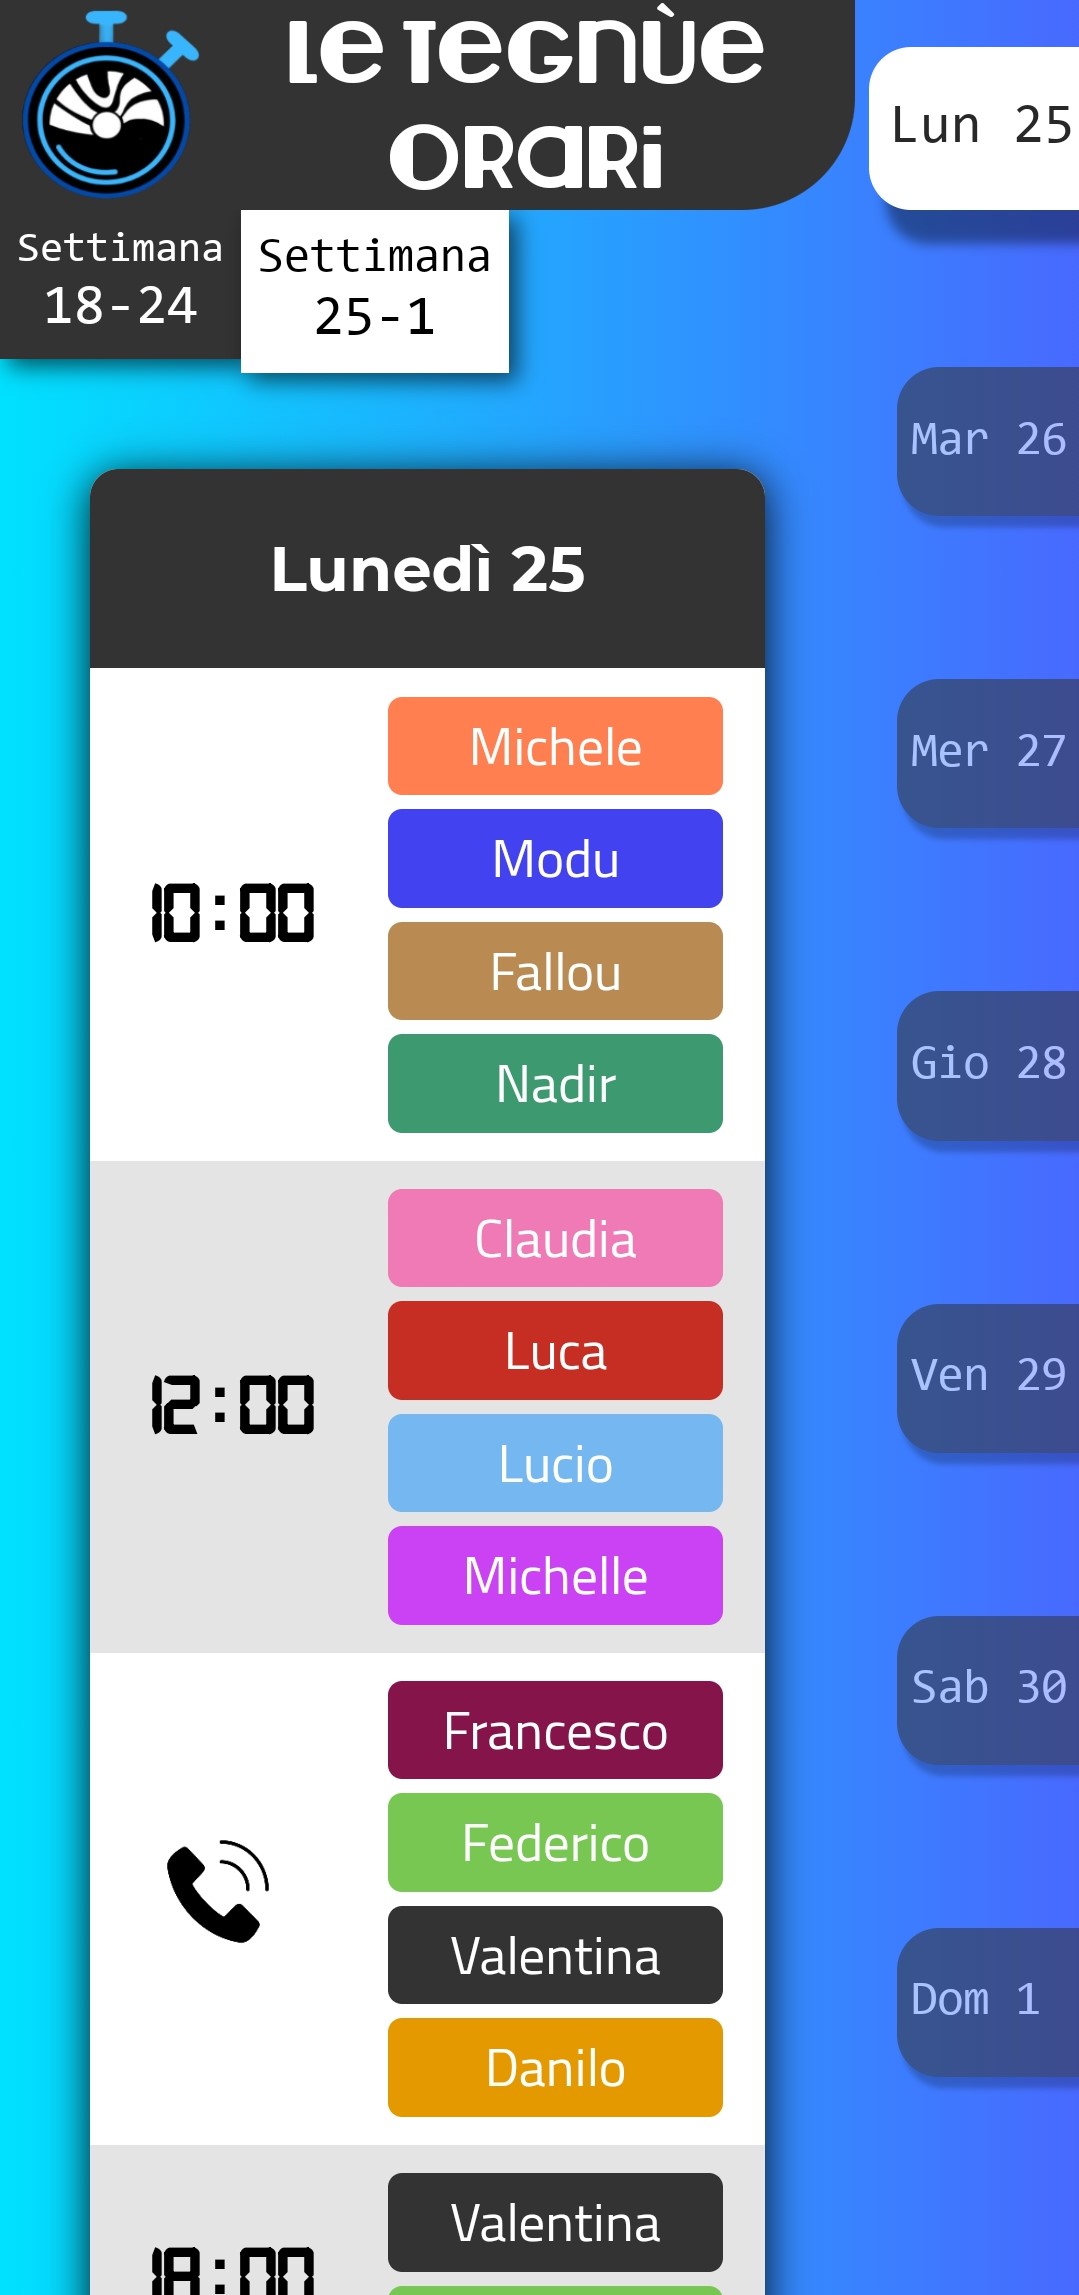 Le Tegnùe
Orari
Settimana
18-24
Settimana
25-1
Lun 25
Mar 26
Mer 27
Gio 28
Ven 29
Sab 30
Dom 1
Lunedì 25
10:00
Michele
Modu
Fallou
Nadir
12:00
Claudia
Luca
Lucio
Michelle
Francesco
Federico
Valentina
Danilo
18:00
Valentina